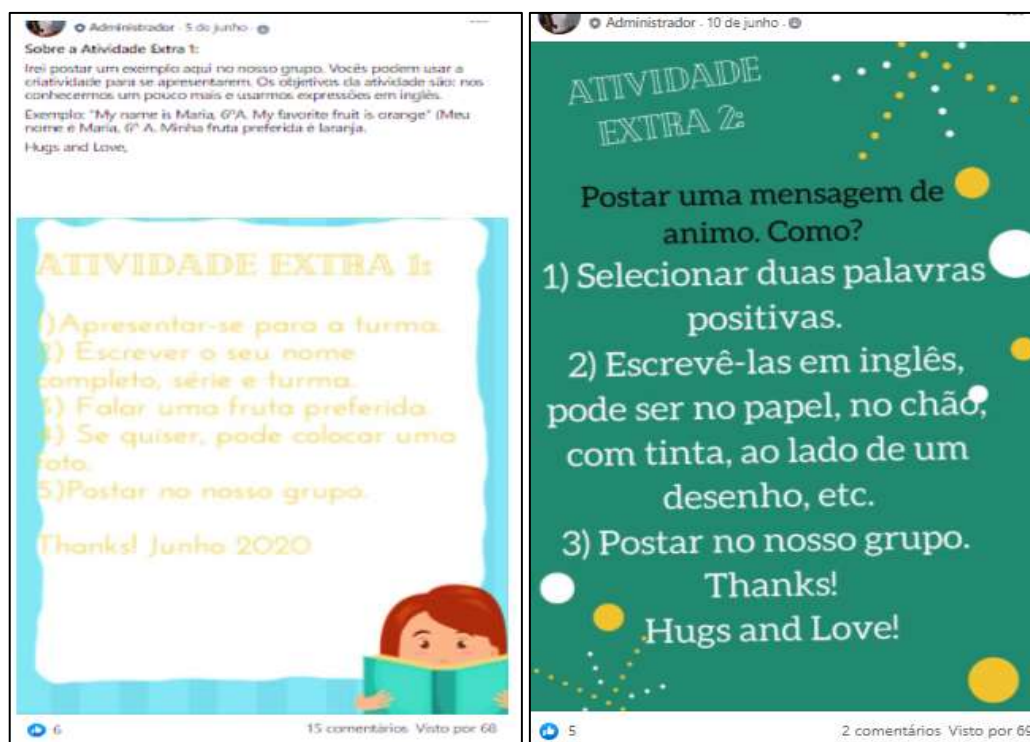 Administrador · 5 de junho ·
Sobre a Atividade Extra 1:
Irei postar um exemplo aqui no nosso grupo. Vocês podem usar a
criatividade para se apresentarem. Os objetivos da atividade são: nos
conhecermos um pouco mais e usarmos expressões em inglês.
Exemplo: "My name is Maria, 6ºA. My favorite fruit is orange" (Meu
nome é Maria, 6º A. Minha fruta preferida é laranja.
Hugs and Love,
ATIVIDADE EXTRA 1:
1)Apresentar-se para a turma.
2) Escrever o seu nome
completo, série e turma.
3) Falar uma fruta preferida.
4) Se quiser, pode colocar uma
foto.
5)Postar no nosso grupo.
Thanks! Junho 2020
6
15 comentários Visto por 68
Administrador · 10 de junho ·
ATIVIDADE
EXTRA 2:
Postar uma mensagem de
animo. Como?
1) Selecionar duas palavras
positivas.
2) Escrevê-las em inglês,
pode ser no papel, no chão,
com tinta, ao lado de um
desenho, etc.
3) Postar no nosso grupo.
Thanks!
Hugs and Love!
5
2 comentários Visto por 69